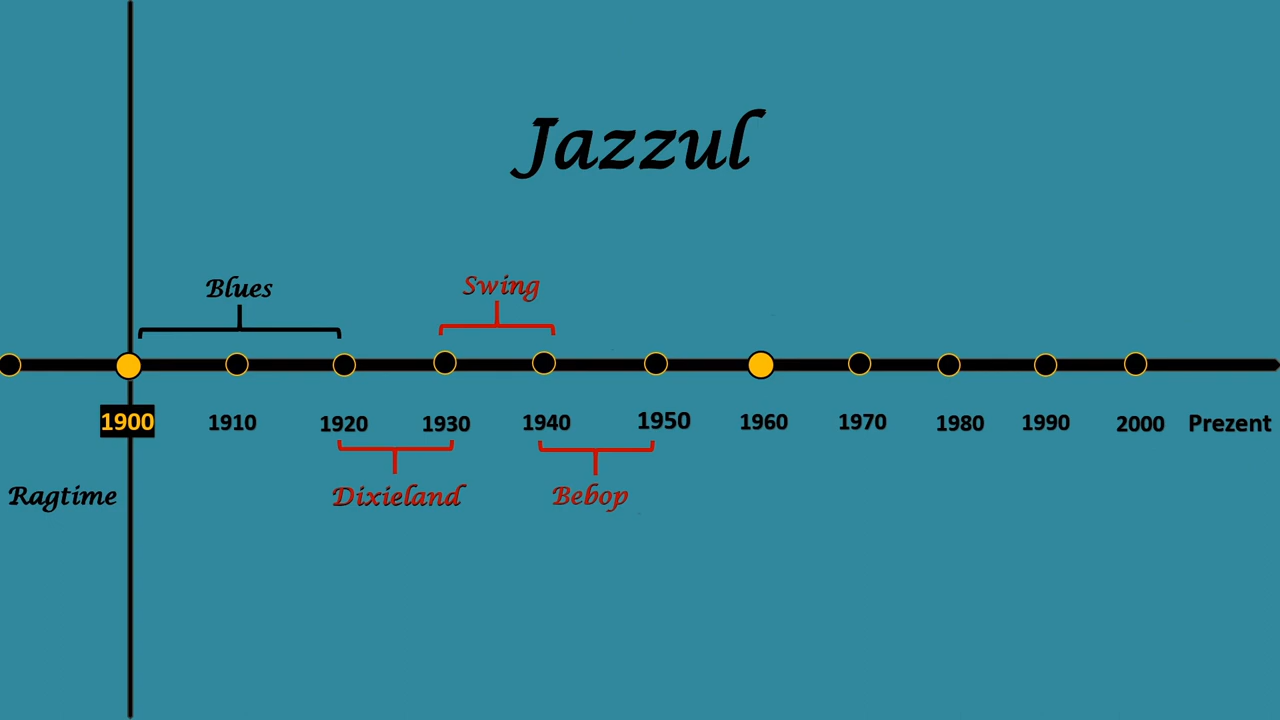 Jazzul
Blues
Swing
1900 1910 1920 1930 1940 1950 1960 1970 1980 1990 2000 Prezent
Ragtime
Dixieland
Bebop